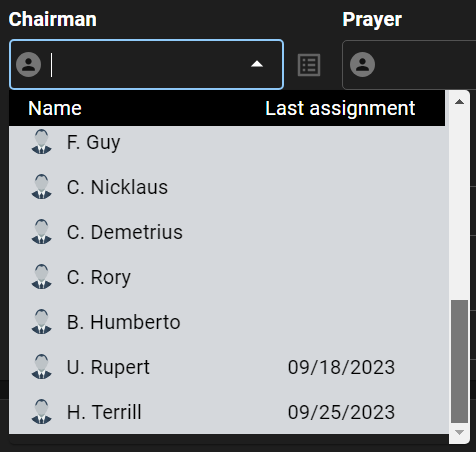 Chairman Prayer
Name Last assignment
F. Guy
C. Nicklaus
C. Demetrius
C. Rory
B. Humberto
U. Rupert 09/18/2023
H. Terrill 09/25/2023